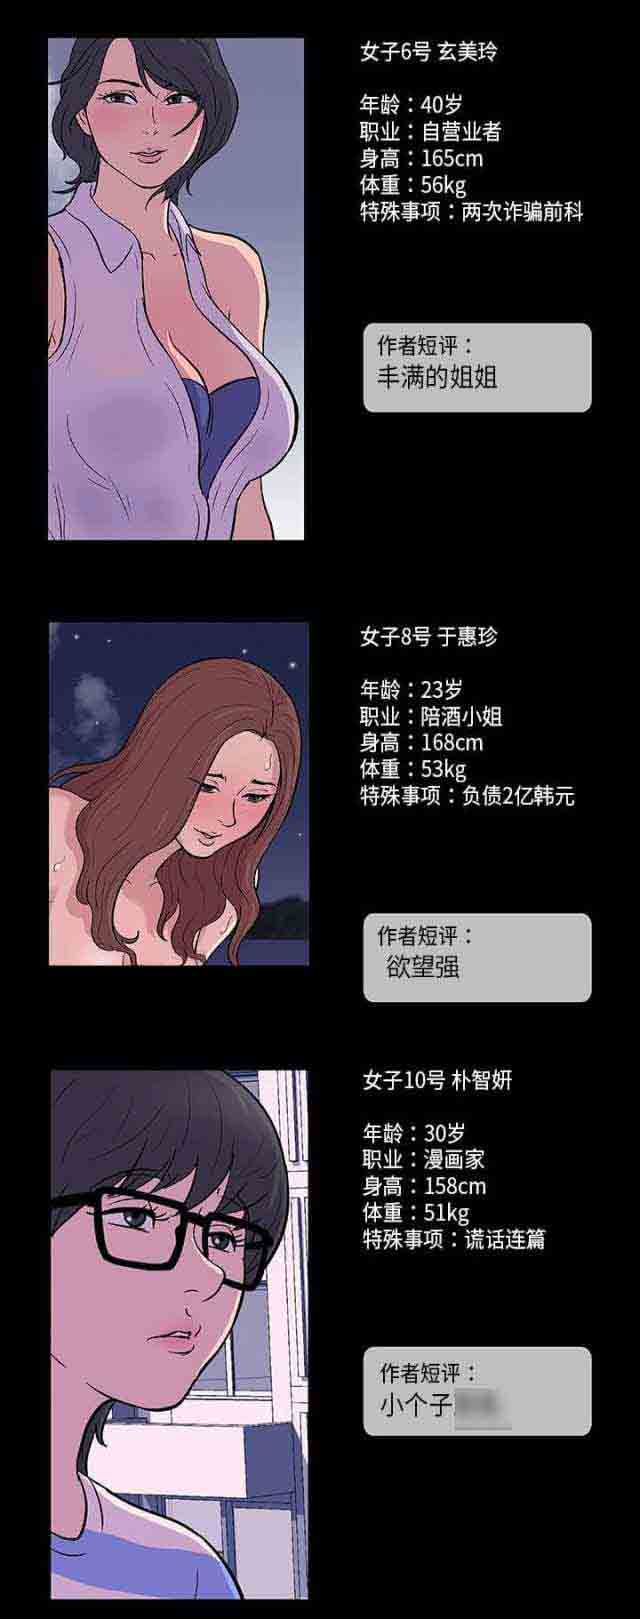 女子6号 玄美玲
年龄：40岁
职业：自营业者
身高：165cm
体重：56kg
特殊事项：两次诈骗前科
作者短评：
丰满的姐姐
女子8号 于惠珍
年龄：23岁
职业：陪酒小姐
身高：168cm
体重：53kg
特殊事项：负债2亿韩元
作者短评：
欲望强
女子10号 朴智妍
年龄：30岁
职业：漫画家
身高：158cm
体重：51kg
特殊事项：谎话连篇
作者短评：
小个子